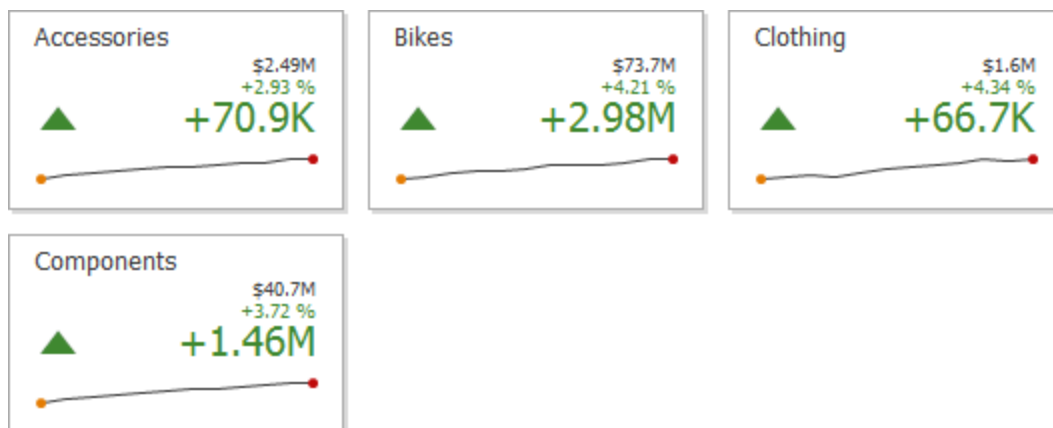 Accessories
$2.49M
+2.93 %
+70.9K
Bikes
$73.7M
+4.21 %
+2.98M
Clothing
$1.6M
+4.34 %
+66.7K
Components
$40.7M
+3.72 %
+1.46M